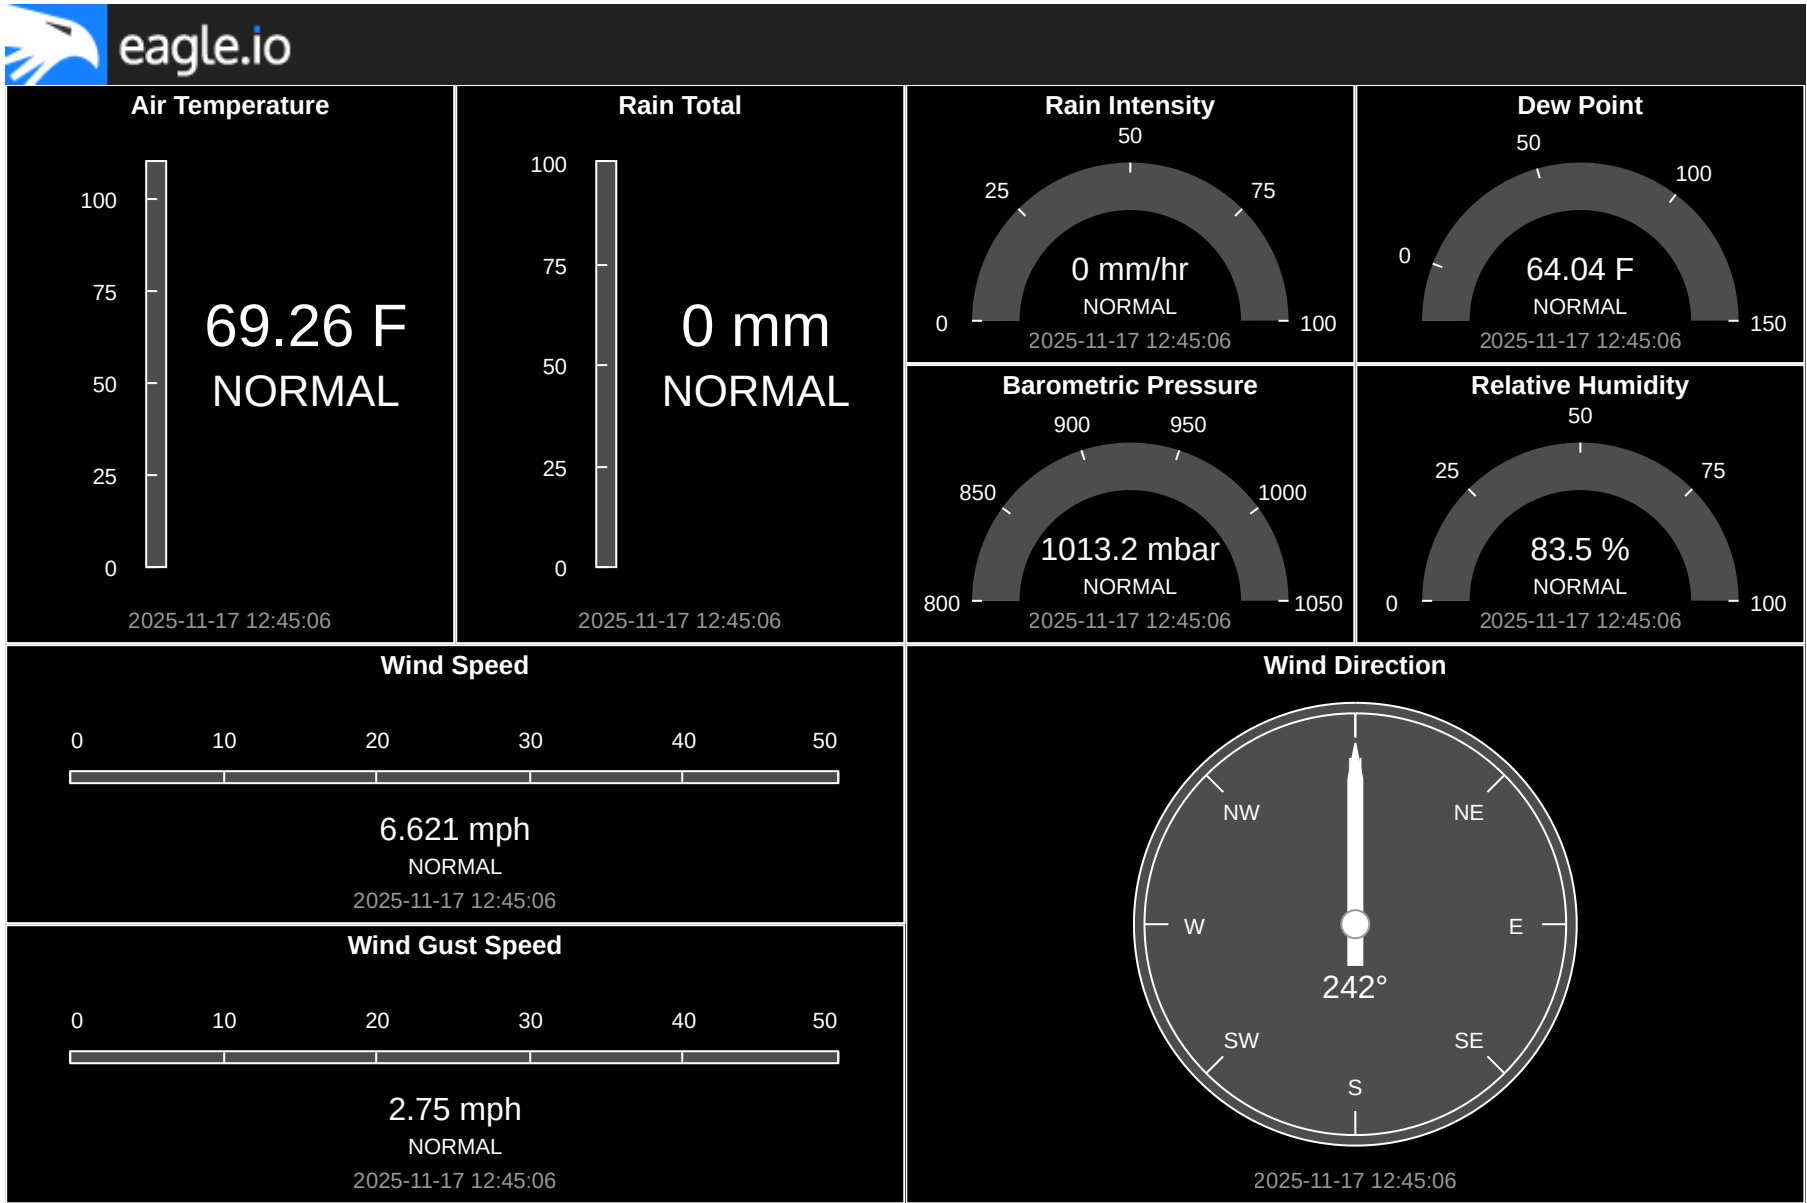 eagle.io
Air Temperature
100
75
50
25
0
69.26 F
NORMAL
2025-11-17 12:45:06
Rain Total
100
75
50
25
0
0 mm
NORMAL
2025-11-17 12:45:06
Rain Intensity
50
25 75
0 100
0 mm/hr
NORMAL
2025-11-17 12:45:06
Dew Point
50
100
0
150
64.04 F
NORMAL
2025-11-17 12:45:06
Barometric Pressure
900 950
850 1000
800 1050
1013.2 mbar
NORMAL
2025-11-17 12:45:06
Relative Humidity
50
25 75
0 100
83.5 %
NORMAL
2025-11-17 12:45:06
Wind Speed
0 10 20 30 40 50
6.621 mph
NORMAL
2025-11-17 12:45:06
Wind Gust Speed
0 10 20 30 40 50
2.75 mph
NORMAL
2025-11-17 12:45:06
Wind Direction
NW NE
W E
242°
SW SE
S
2025-11-17 12:45:06